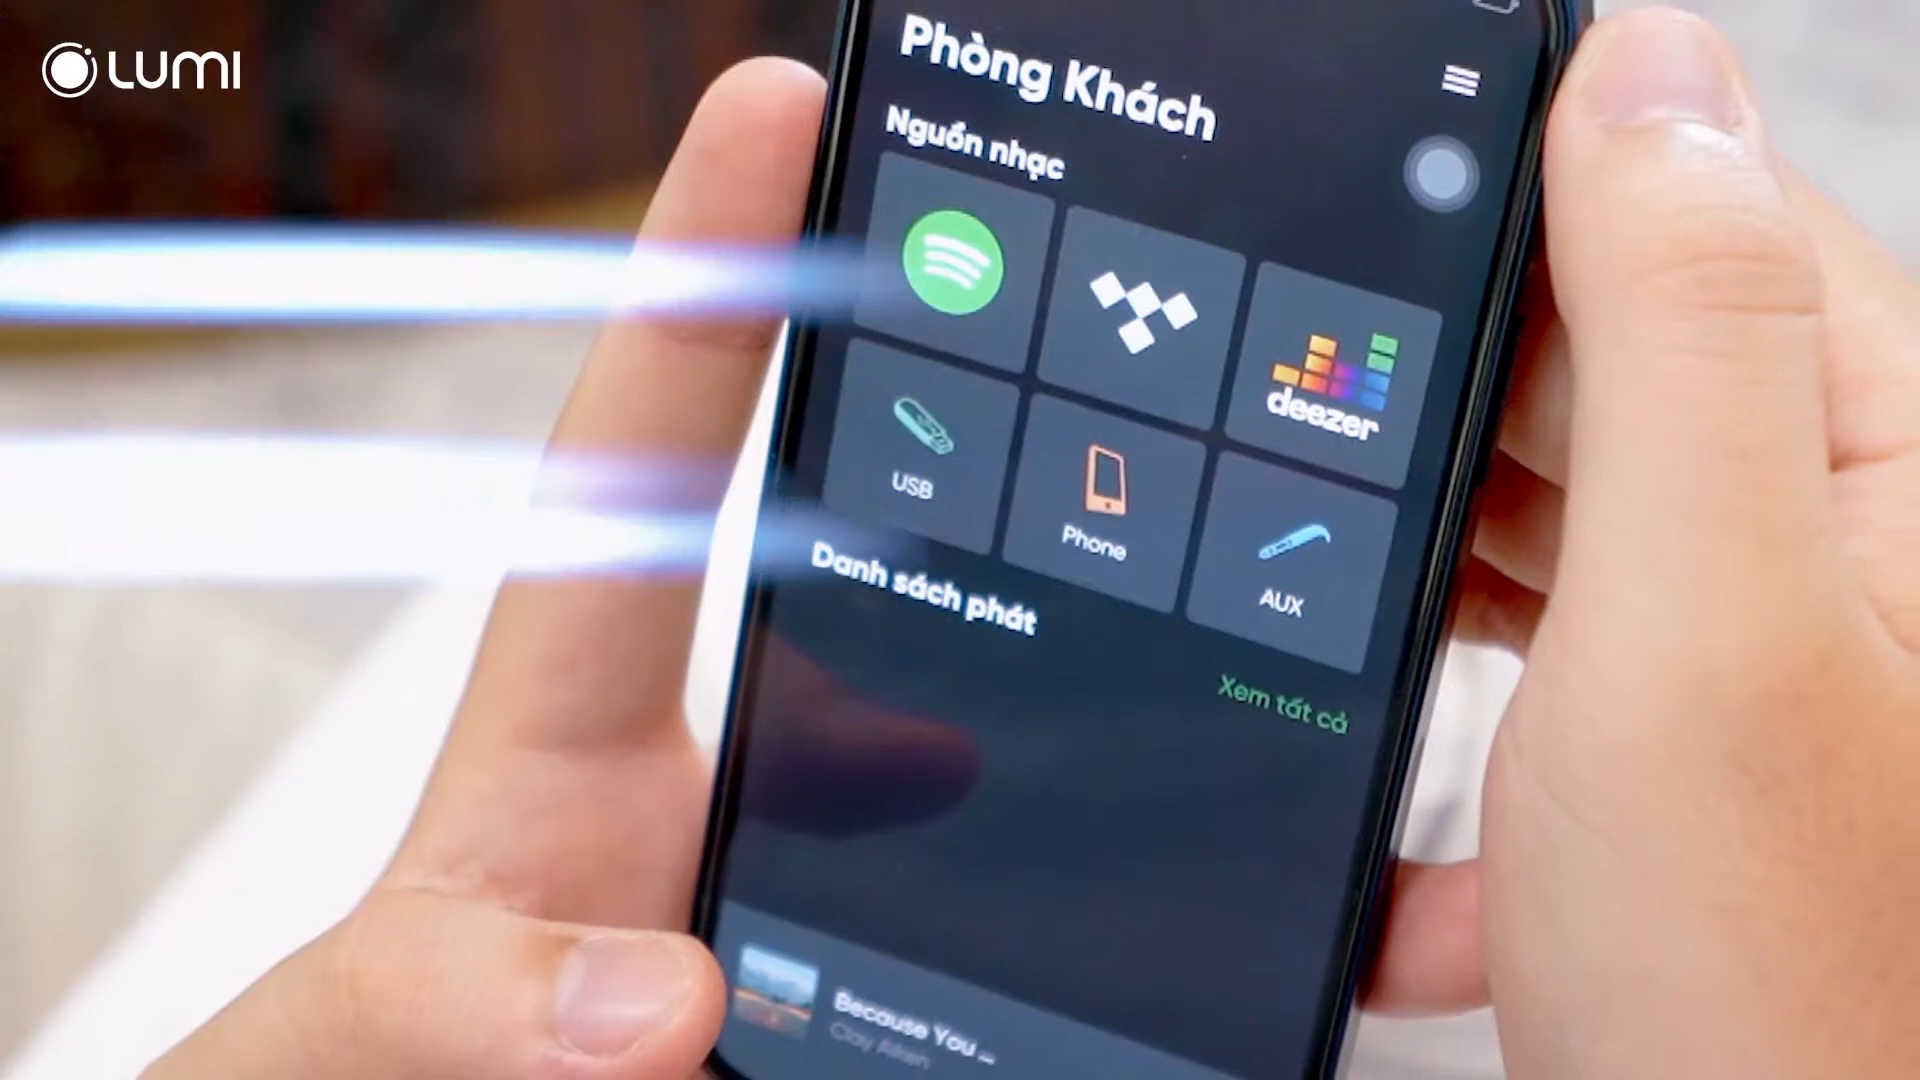 LUMI
Phòng Khách
Nguồn nhạc
deezer
USB
Phone
AUX
Danh sách phát
Xem tất cả
Because You ...
Clay Aiken